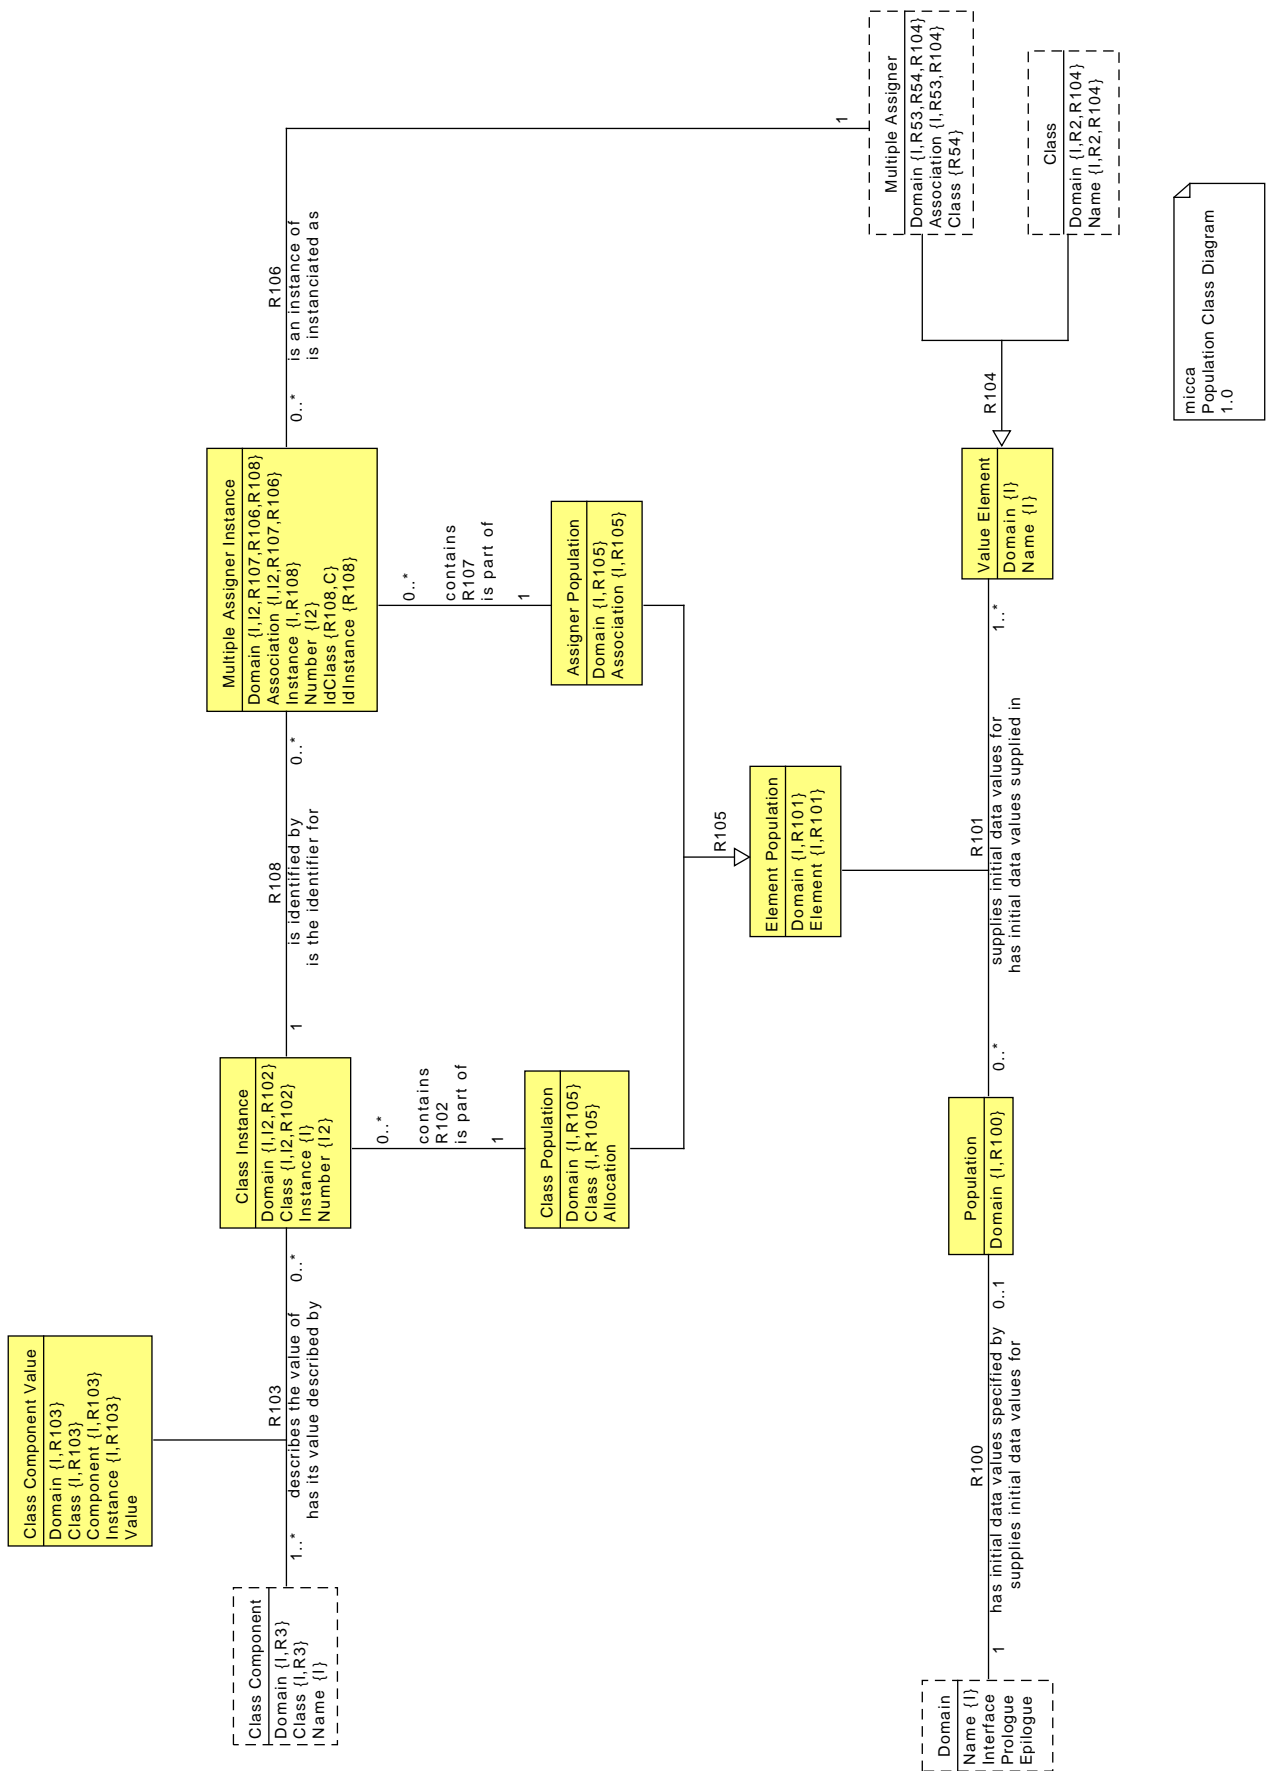 Class Component Value
Domain {I,R103}
Class {I,R103}
Component {I,R103}
Instance {I,R103}
Value
Class Component
Domain {I,R3}
Class {I,R3}
Name {I}
1..*
R103
describes the value of
has its value described by
0..*
Class Instance
Domain {I,I2,R102}
Class {I,I2,R102}
Instance {I}
Number {I2}
1
R108
is identified by
is the identifier for
0..*
Multiple Assigner Instance
Domain {I,I2,R107,R106,R108}
Association {I,I2,R107,R106}
Instance {I,R108}
Number {I2}
IdClass {R108,C}
IdInstance {R108}
0..*
R106
is an instance of
is instanciated as
1
0..*
contains
R102
is part of
1
0..*
contains
R107
is part of
1
Class Population
Domain {I,R105}
Class {I,R105}
Allocation
Assigner Population
Domain {I,R105}
Association {I,R105}
R105
Element Population
Domain {I,R101}
Element {I,R101}
Multiple Assigner
Domain {I,R53,R54,R104}
Association {I,R53,R104}
Class {R54}
Class
Domain {I,R2,R104}
Name {I,R2,R104}
R104
Domain
Name {I}
Interface
Prologue
Epilogue
1
R100
has initial data values specified by
supplies initial data values for
0..1
Population
Domain {I,R100}
0..*
R101
supplies initial data values for
has initial data values supplied in
1..*
Value Element
Domain {I}
Name {I}
micca
Population Class Diagram
1.0